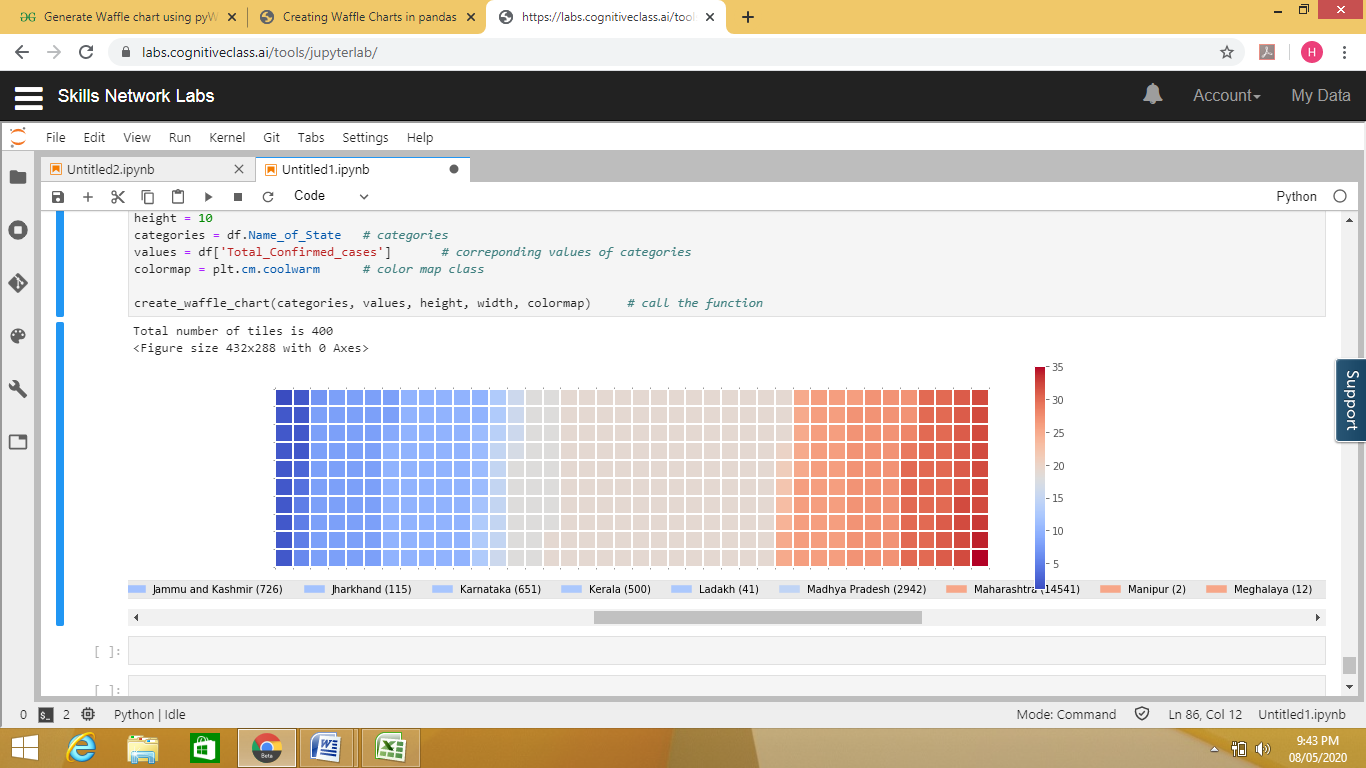 Generate Waffle chart using pyW
Creating Waffle Charts in pandas
https://labs.cognitiveclass.ai/tool
labs.cognitiveclass.ai/tools/jupyterlab/
H
Skills Network Labs
Account
My Data
File Edit View Run Kernel Git Tabs Settings Help
Untitled2.ipynb
Untitled1.ipynb
Code
Python
height = 10
categories = df.Name_of_State # categories
values = df['Total_Confirmed_cases'] # correponding values of categories
colormap = plt.cm.coolwarm # color map class
create_waffle_chart(categories, values, height, width, colormap) # call the function
Total number of tiles is 400
<Figure size 432x288 with 0 Axes>
35
30
25
20
15
10
5
Jammu and Kashmir (726) Jharkhand (115) Karnataka (651) Kerala (500) Ladakh (41) Madhya Pradesh (2942) Maharashtra (14541) Manipur (2) Meghalaya (12)
Support
[ ]:
[ ]:
0 $_ 2 Python | Idle Mode: Command Ln 86, Col 12 Untitled1.ipynb
Beta
9:43 PM
08/05/2020